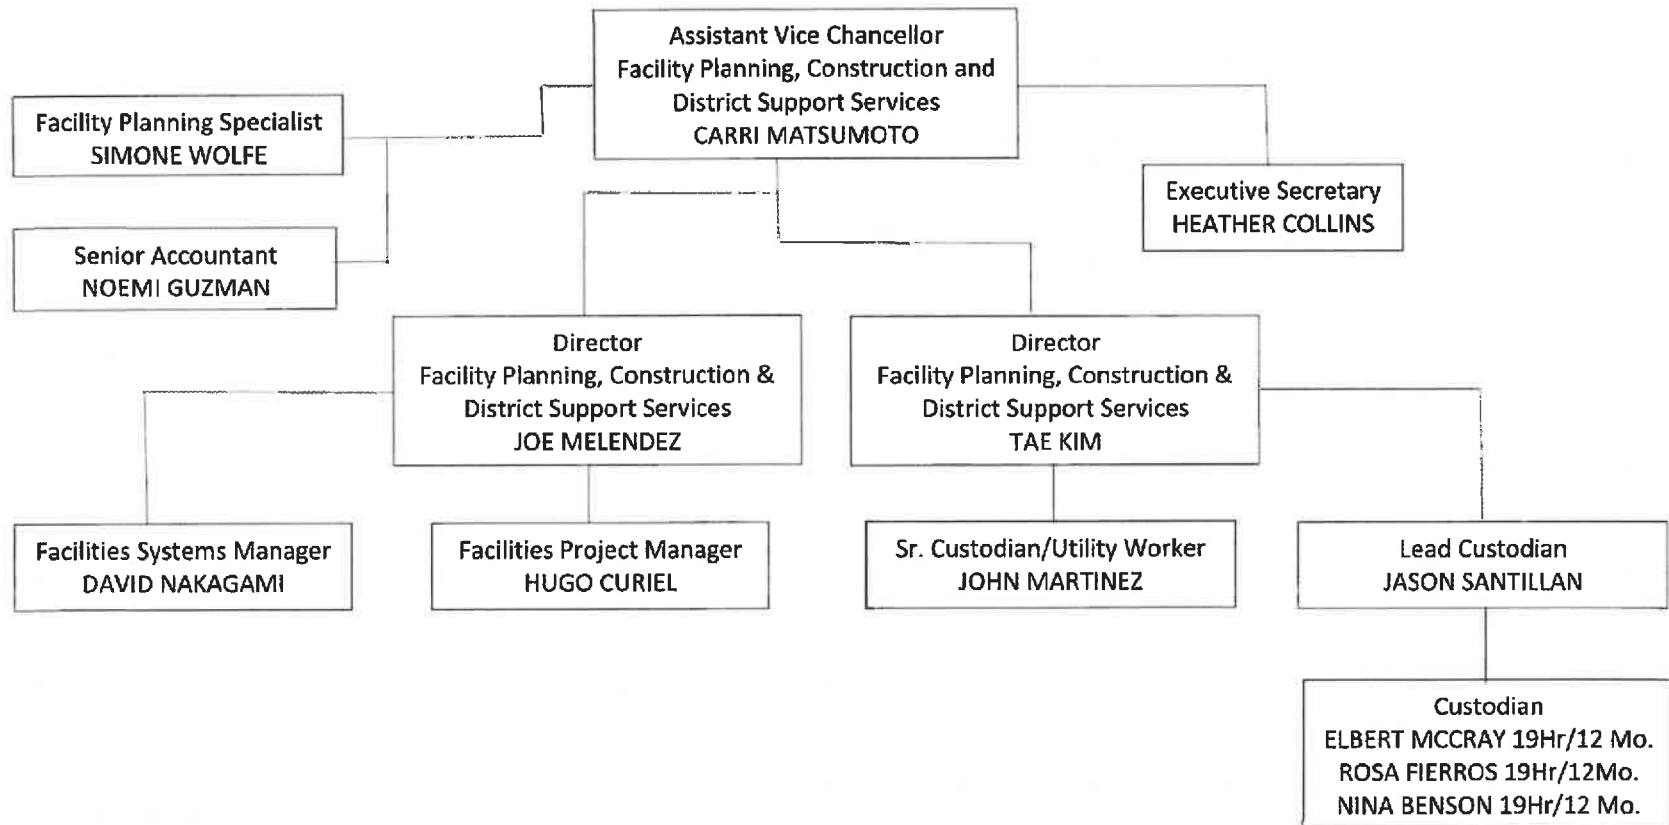 Assistant Vice Chancellor
Facility Planning, Construction and
District Support Services
CARRI MATSUMOTO
Facility Planning Specialist
SIMONE WOLFE
Executive Secretary
HEATHER COLLINS
Senior Accountant
NOEMI GUZMAN
Director
Facility Planning, Construction &
District Support Services
JOE MELENDEZ
Director
Facility Planning, Construction &
District Support Services
TAE KIM
Facilities Systems Manager
DAVID NAKAGAMI
Facilities Project Manager
HUGO CURIEL
Sr. Custodian/Utility Worker
JOHN MARTINEZ
Lead Custodian
JASON SANTILLAN
Custodian
ELBERT MCCRAY 19Hr/12 Mo.
ROSA FIERROS 19Hr/12Mo.
NINA BENSON 19Hr/12 Mo.